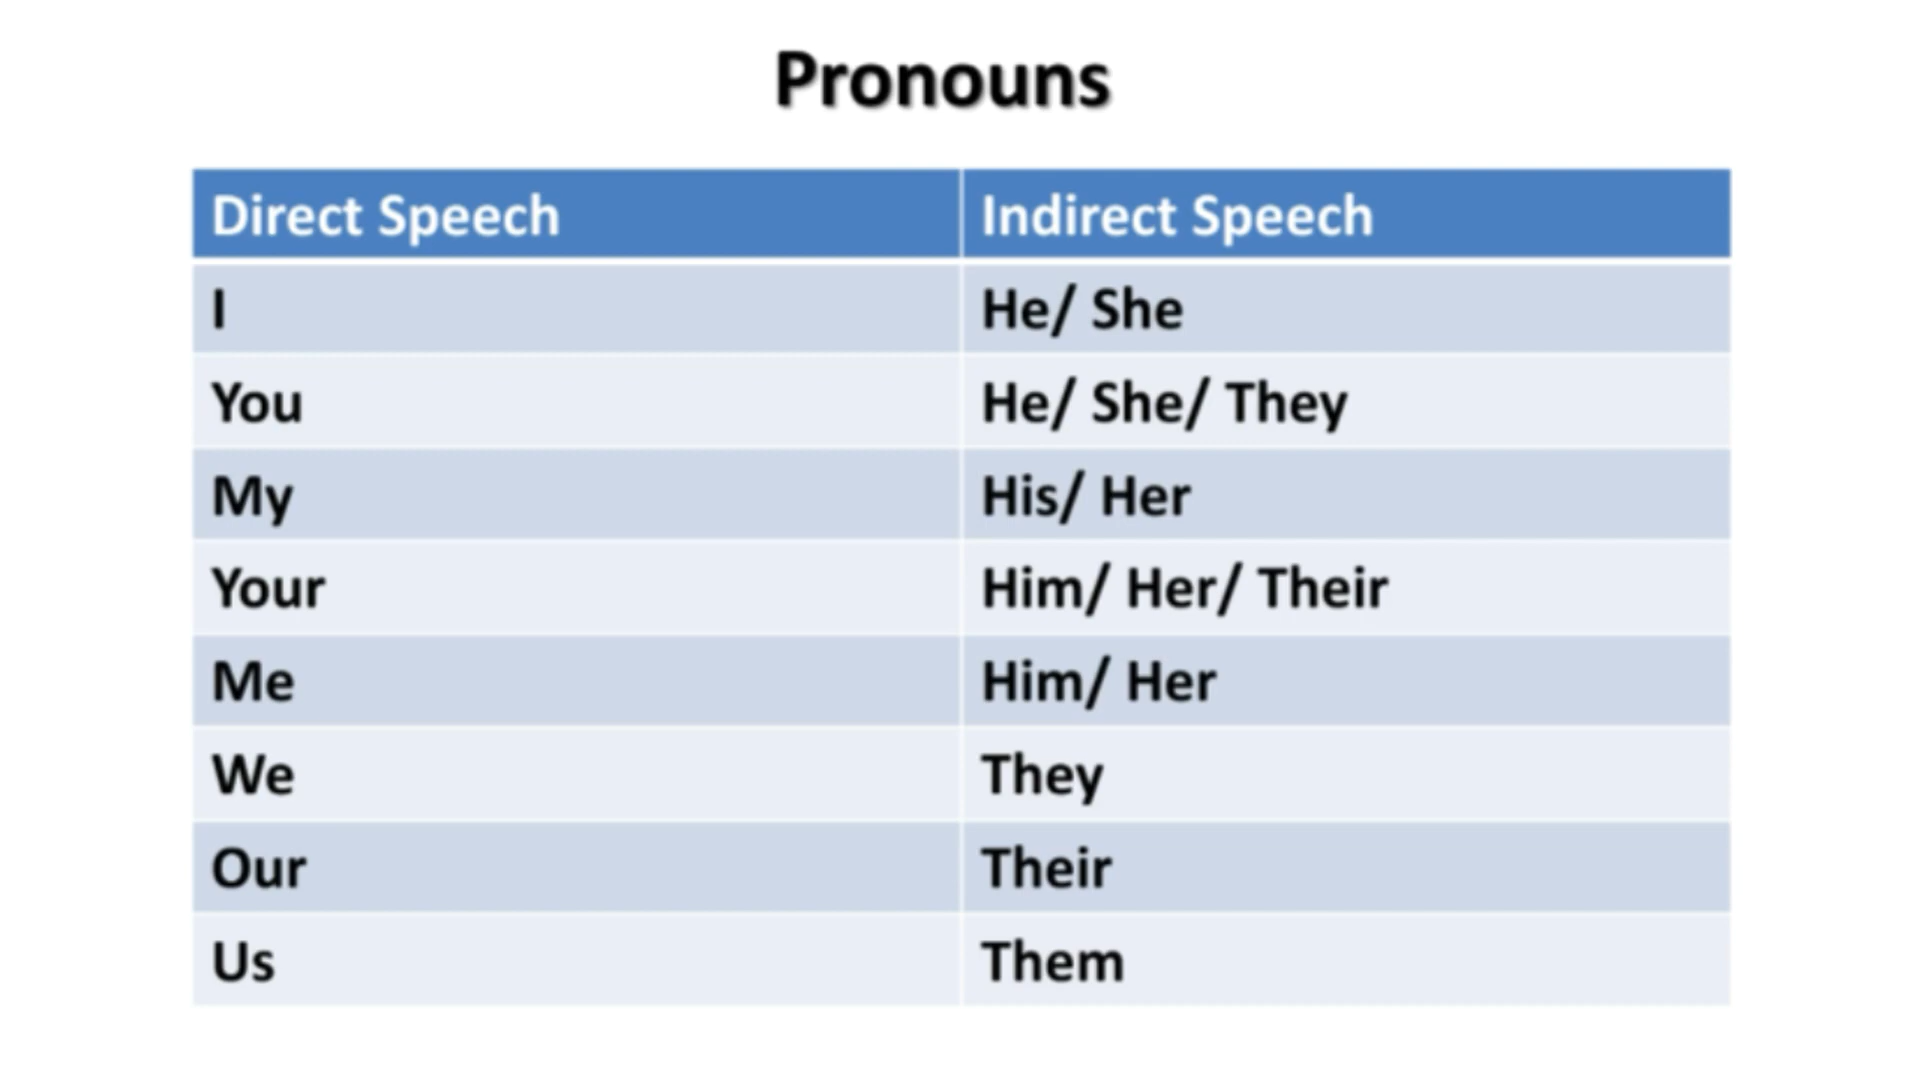 Pronouns
Direct Speech Indirect Speech
I He/ She
You He/ She/ They
My His/ Her
Your Him/ Her/ Their
Me Him/ Her
We They
Our Their
Us Them